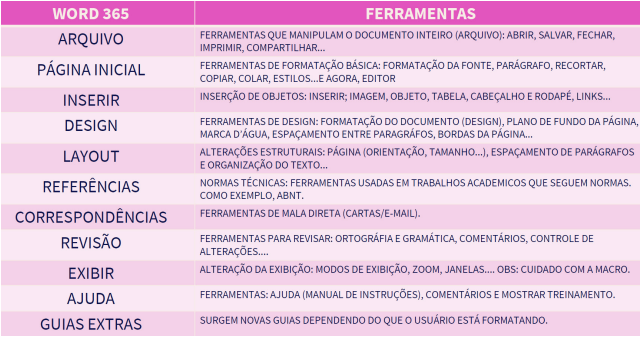 WORD 365 FERRAMENTAS
ARQUIVO FERRAMENTAS QUE MANIPULAM O DOCUMENTO INTEIRO (ARQUIVO): ABRIR, SALVAR, FECHAR,
IMPRIMIR, COMPARTILHAR...
PÁGINA INICIAL FERRAMENTAS DE FORMATAÇÃO BÁSICA: FORMATAÇÃO DA FONTE, PARÁGRAFO, RECORTAR,
COPIAR, COLAR, ESTILOS...E AGORA, EDITOR
INSERIR INSERÇÃO DE OBJETOS: INSERIR; IMAGEM, OBJETO, TABELA, CABEÇALHO E RODAPÉ, LINKS...
DESIGN FERRAMENTAS DE DESIGN: FORMATAÇÃO DO DOCUMENTO (DESIGN), PLANO DE FUNDO DA PÁGINA,
MARCA D'ÁGUA, ESPAÇAMENTO ENTRE PARAGRÁFOS, BORDAS DA PÁGINA...
LAYOUT ALTERAÇÕES ESTRUTURAIS: PÁGINA (ORIENTAÇÃO, TAMANHO...), ESPAÇAMENTO DE PARÁGRAFOS
E ORGANIZAÇÃO DO TEXTO...
REFERÊNCIAS NORMAS TÉCNICAS: FERRAMENTAS USADAS EM TRABALHOS ACADEMICOS QUE SEGUEM NORMAS.
COMO EXEMPLO, ABNT.
CORRESPONDÊNCIAS FERRAMENTAS DE MALA DIRETA (CARTAS/E-MAIL).
REVISÃO FERRAMENTAS PARA REVISAR: ORTOGRÁFIA E GRAMÁTICA, COMENTÁRIOS, CONTROLE DE
ALTERAÇÕES....
EXIBIR ALTERAÇÃO DA EXIBIÇÃO: MODOS DE EXIBIÇÃO, ZOOM, JANELAS.... OBS: CUIDADO COM A MACRO.
AJUDA FERRAMENTAS: AJUDA (MANUAL DE INSTRUÇÕES), COMENTÁRIOS E MOSTRAR TREINAMENTO.
GUIAS EXTRAS SURGEM NOVAS GUIAS DEPENDENDO DO QUE O USUÁRIO ESTÁ FORMATANDO.